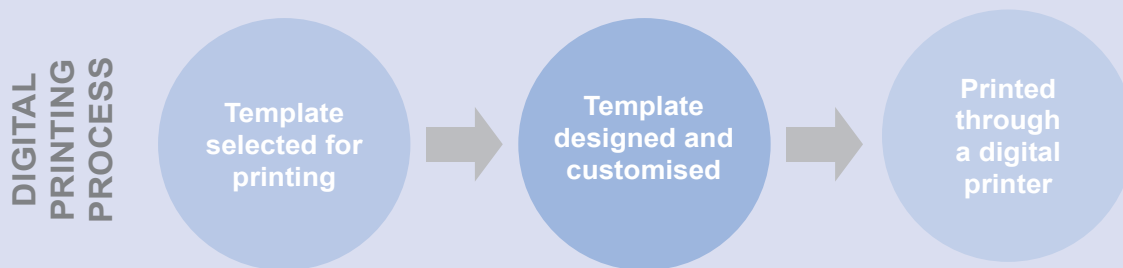 DIGITAL
PRINTING
PROCESS
Template
selected for
printing
Template
designed and
customised
Printed
through
a digital
printer